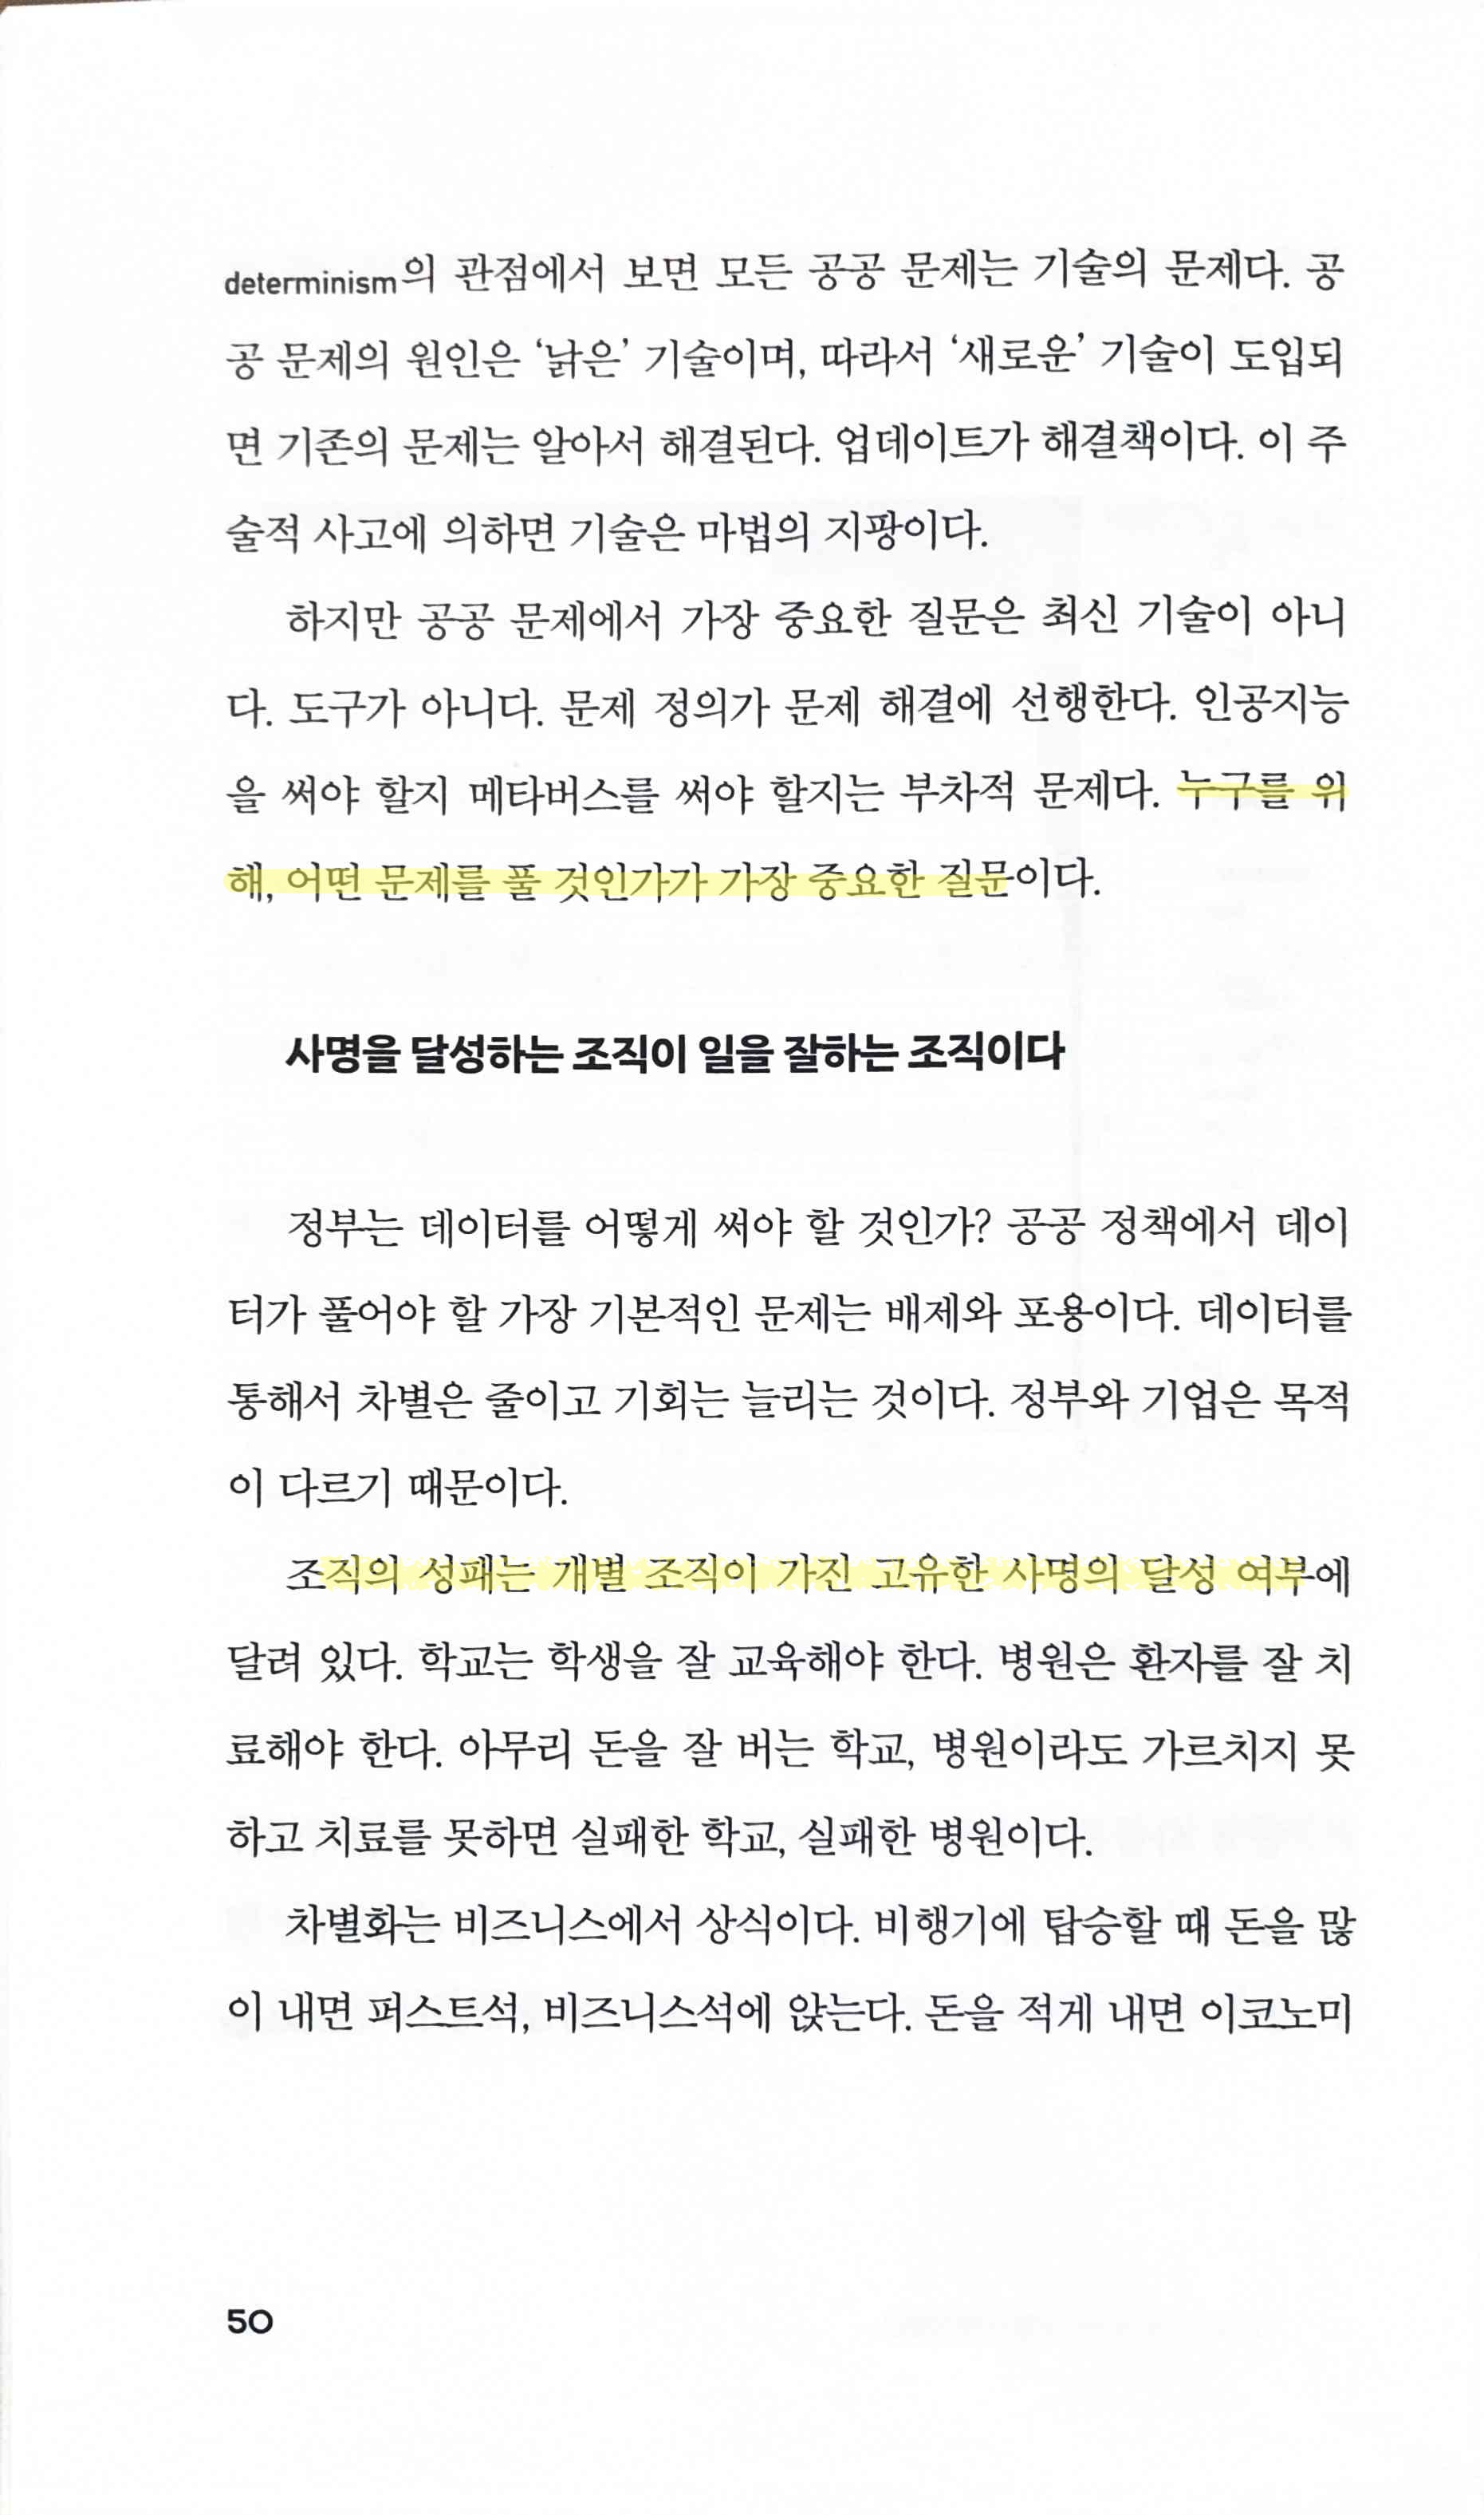 determinism의 관점에서 보면 모든 공공 문제는 기술의 문제다. 공
공 문제의 원인은 ‘낡은’ 기술이며, 따라서 ‘새로운’ 기술이 도입되
면 기존의 문제는 알아서 해결된다. 업데이트가 해결책이다. 이 주
술적 사고에 의하면 기술은 마법의 지팡이다.
하지만 공공 문제에서 가장 중요한 질문은 최신 기술이 아니
다. 도구가 아니다. 문제 정의가 문제 해결에 선행한다. 인공지능
을 써야 할지 메타버스를 써야 할지는 부차적 문제다. 누구를 위
해, 어떤 문제를 풀 것인가가 가장 중요한 질문이다.
사명을 달성하는 조직이 일을 잘하는 조직이다
정부는 데이터를 어떻게 써야 할 것인가? 공공 정책에서 데이
터가 풀어야 할 가장 기본적인 문제는 배제와 포용이다. 데이터를
통해서 차별은 줄이고 기회는 늘리는 것이다. 정부와 기업은 목적
이 다르기 때문이다.
조직의 성패는 개별 조직이 가진 고유한 사명의 달성 여부에
달려 있다. 학교는 학생을 잘 교육해야 한다. 병원은 환자를 잘 치
료해야 한다. 아무리 돈을 잘 버는 학교, 병원이라도 가르치지 못
하고 치료를 못하면 실패한 학교, 실패한 병원이다.
차별화는 비즈니스에서 상식이다. 비행기에 탑승할 때 돈을 많
이 내면 퍼스트석, 비즈니스석에 앉는다. 돈을 적게 내면 이코노미
50